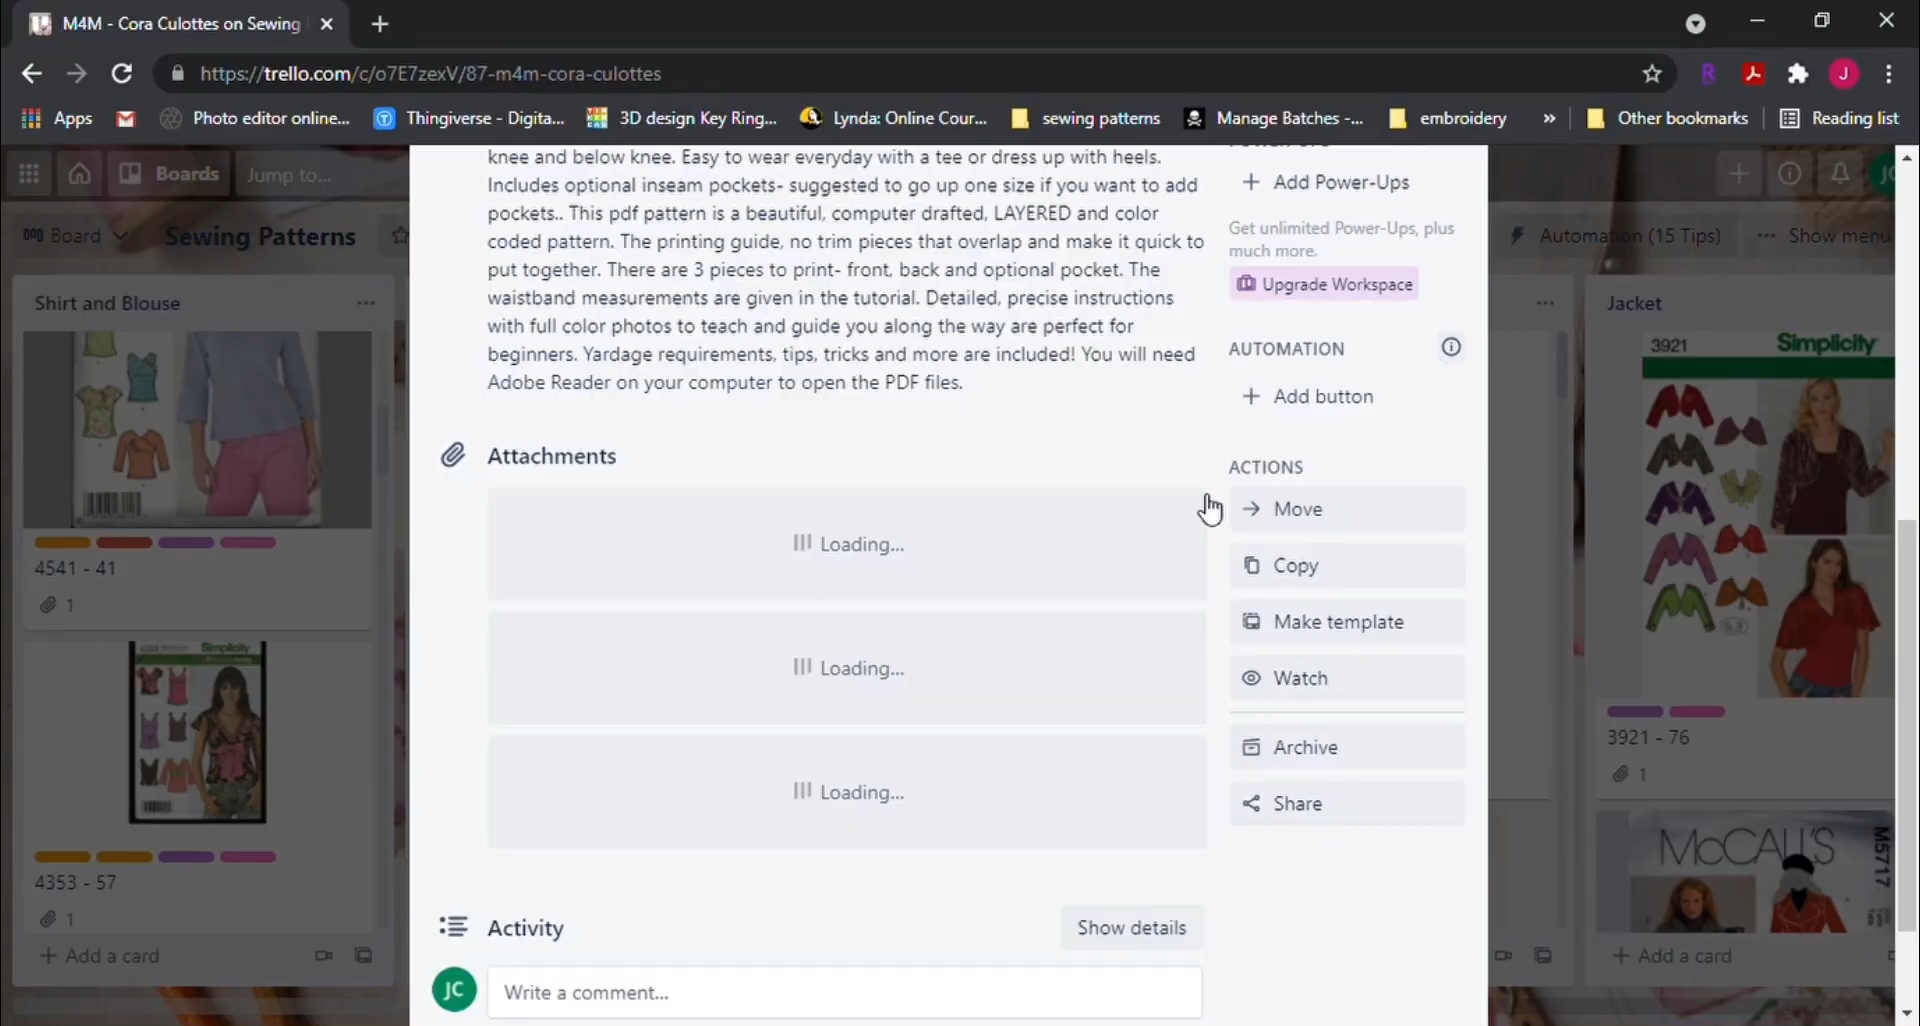 M4M - Cora Culottes on Sewing
https://trello.com/c/o7E7zexV/87-m4m-cora-culottes
Apps
Photo editor online...
Thingiverse - Digita...
3D design Key Ring...
Lynda: Online Cour...
sewing patterns
Manage Batches -...
embroidery
»
Other bookmarks
Reading list
Boards
Jump to...
Board
Sewing Patterns
Automation (15 Tips)
Show menu
Shirt and Blouse
4541 - 41
1
Simplicity
4353 - 57
1
+ Add a card
knee and below knee. Easy to wear everyday with a tee or dress up with heels.
Includes optional inseam pockets- suggested to go up one size if you want to add
pockets.. This pdf pattern is a beautiful, computer drafted, LAYERED and color
coded pattern. The printing guide, no trim pieces that overlap and make it quick to
put together. There are 3 pieces to print- front, back and optional pocket. The
waistband measurements are given in the tutorial. Detailed, precise instructions
with full color photos to teach and guide you along the way are perfect for
beginners. Yardage requirements, tips, tricks and more are included! You will need
Adobe Reader on your computer to open the PDF files.
Attachments
Loading...
Loading...
Loading...
Activity
Show details
JC
Write a comment...
+ Add Power-Ups
Get unlimited Power-Ups, plus
much more.
Upgrade Workspace
AUTOMATION
+ Add button
ACTIONS
Move
Copy
Make template
Watch
Archive
Share
Jacket
3921 Simplicity
3921 - 76
1
McCALL'S
M5717
+ Add a card